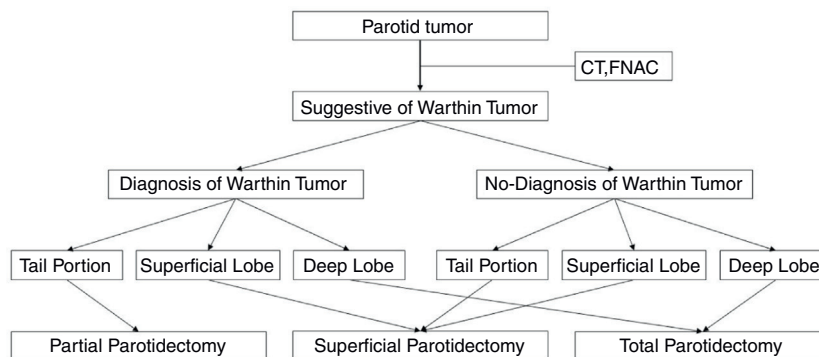 Parotid tumor
CT,FNAC
Suggestive of Warthin Tumor
Diagnosis of Warthin Tumor
No-Diagnosis of Warthin Tumor
Tail Portion
Superficial Lobe
Deep Lobe
Tail Portion
Superficial Lobe
Deep Lobe
Partial Parotidectomy
Superficial Parotidectomy
Total Parotidectomy